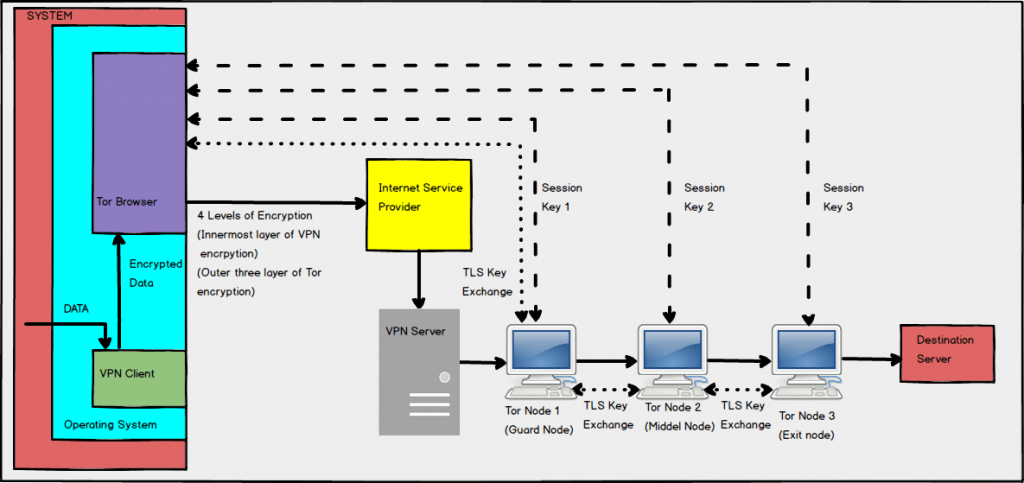 SYSTEM
Tor Browser
Encrypted
Data
DATA
VPN Client
Operating System
4 Levels of Encryption
(Innermost layer of VPN
encrpytion)
(Outer three layer of Tor
encryption)
Internet Service
Provider
TLS Key
Exchange
VPN Server
Session
Key 1
Session
Key 2
Session
Key 3
Tor Node 1
(Guard Node)
TLS Key
Exchange
Tor Node 2
(Middel Node)
TLS Key
Exchange
Tor Node 3
(Exit node)
Destination
Server